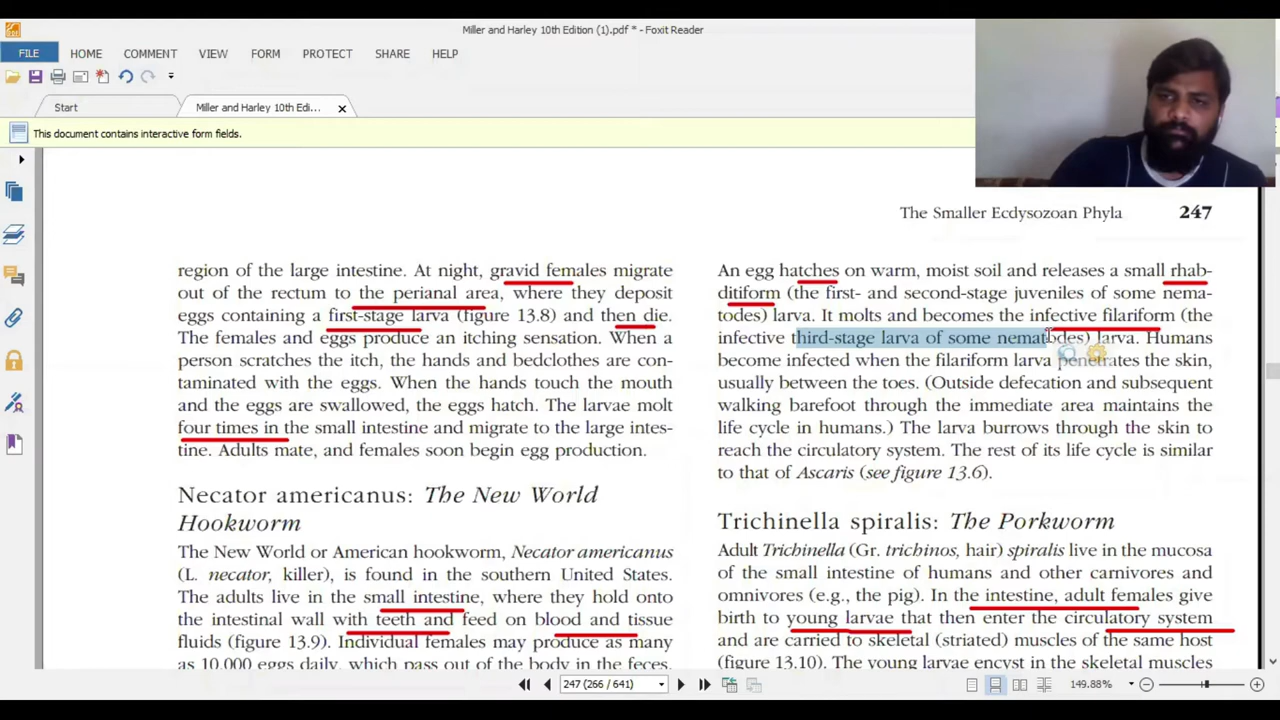 Miller and Harley 10th Edition (1).pdf * - Foxit Reader
FILE HOME COMMENT VIEW FORM PROTECT SHARE HELP
Start Miller and Harley 10th Edi...
This document contains interactive form fields.
The Smaller Ecdysozoan Phyla 247
region of the large intestine. At night, gravid females migrate
out of the rectum to the perianal area, where they deposit
eggs containing a first-stage larva (figure 13.8) and then die.
The females and eggs produce an itching sensation. When a
person scratches the itch, the hands and bedclothes are con-
taminated with the eggs. When the hands touch the mouth
and the eggs are swallowed, the eggs hatch. The larvae molt
four times in the small intestine and migrate to the large intes-
tine. Adults mate, and females soon begin egg production.
Necator americanus: The New World
Hookworm
The New World or American hookworm, Necator americanus
(L. necator, killer), is found in the southern United States.
The adults live in the small intestine, where they hold onto
the intestinal wall with teeth and feed on blood and tissue
fluids (figure 13.9). Individual females may produce as many
as 10,000 eggs daily, which pass out of the body in the feces.
An egg hatches on warm, moist soil and releases a small rhab-
ditiform (the first- and second-stage juveniles of some nema-
todes) larva. It molts and becomes the infective filariform (the
infective third-stage larva of some nematodes) larva. Humans
become infected when the filariform larva penetrates the skin,
usually between the toes. (Outside defecation and subsequent
walking barefoot through the immediate area maintains the
life cycle in humans.) The larva burrows through the skin to
reach the circulatory system. The rest of its life cycle is similar
to that of Ascaris (see figure 13.6).
Trichinella spiralis: The Porkworm
Adult Trichinella (Gr. trichinos, hair) spiralis live in the mucosa
of the small intestine of humans and other carnivores and
omnivores (e.g., the pig). In the intestine, adult females give
birth to young larvae that then enter the circulatory system
and are carried to skeletal (striated) muscles of the same host
(figure 13.10). The young larvae encyst in the skeletal muscles
247 (266 / 641)
149.88%